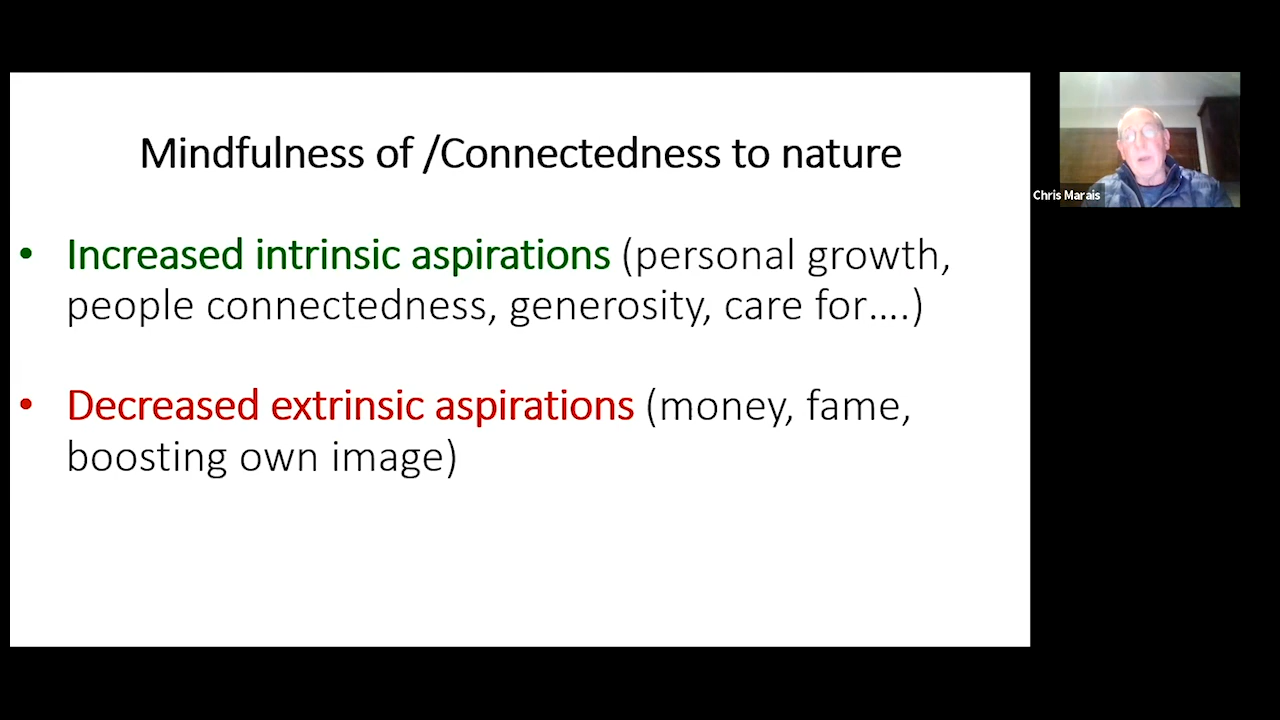 Mindfulness of /Connectedness to nature
• Increased intrinsic aspirations (personal growth,
people connectedness, generosity, care for....)
• Decreased extrinsic aspirations (money, fame,
boosting own image)
Chris Marais